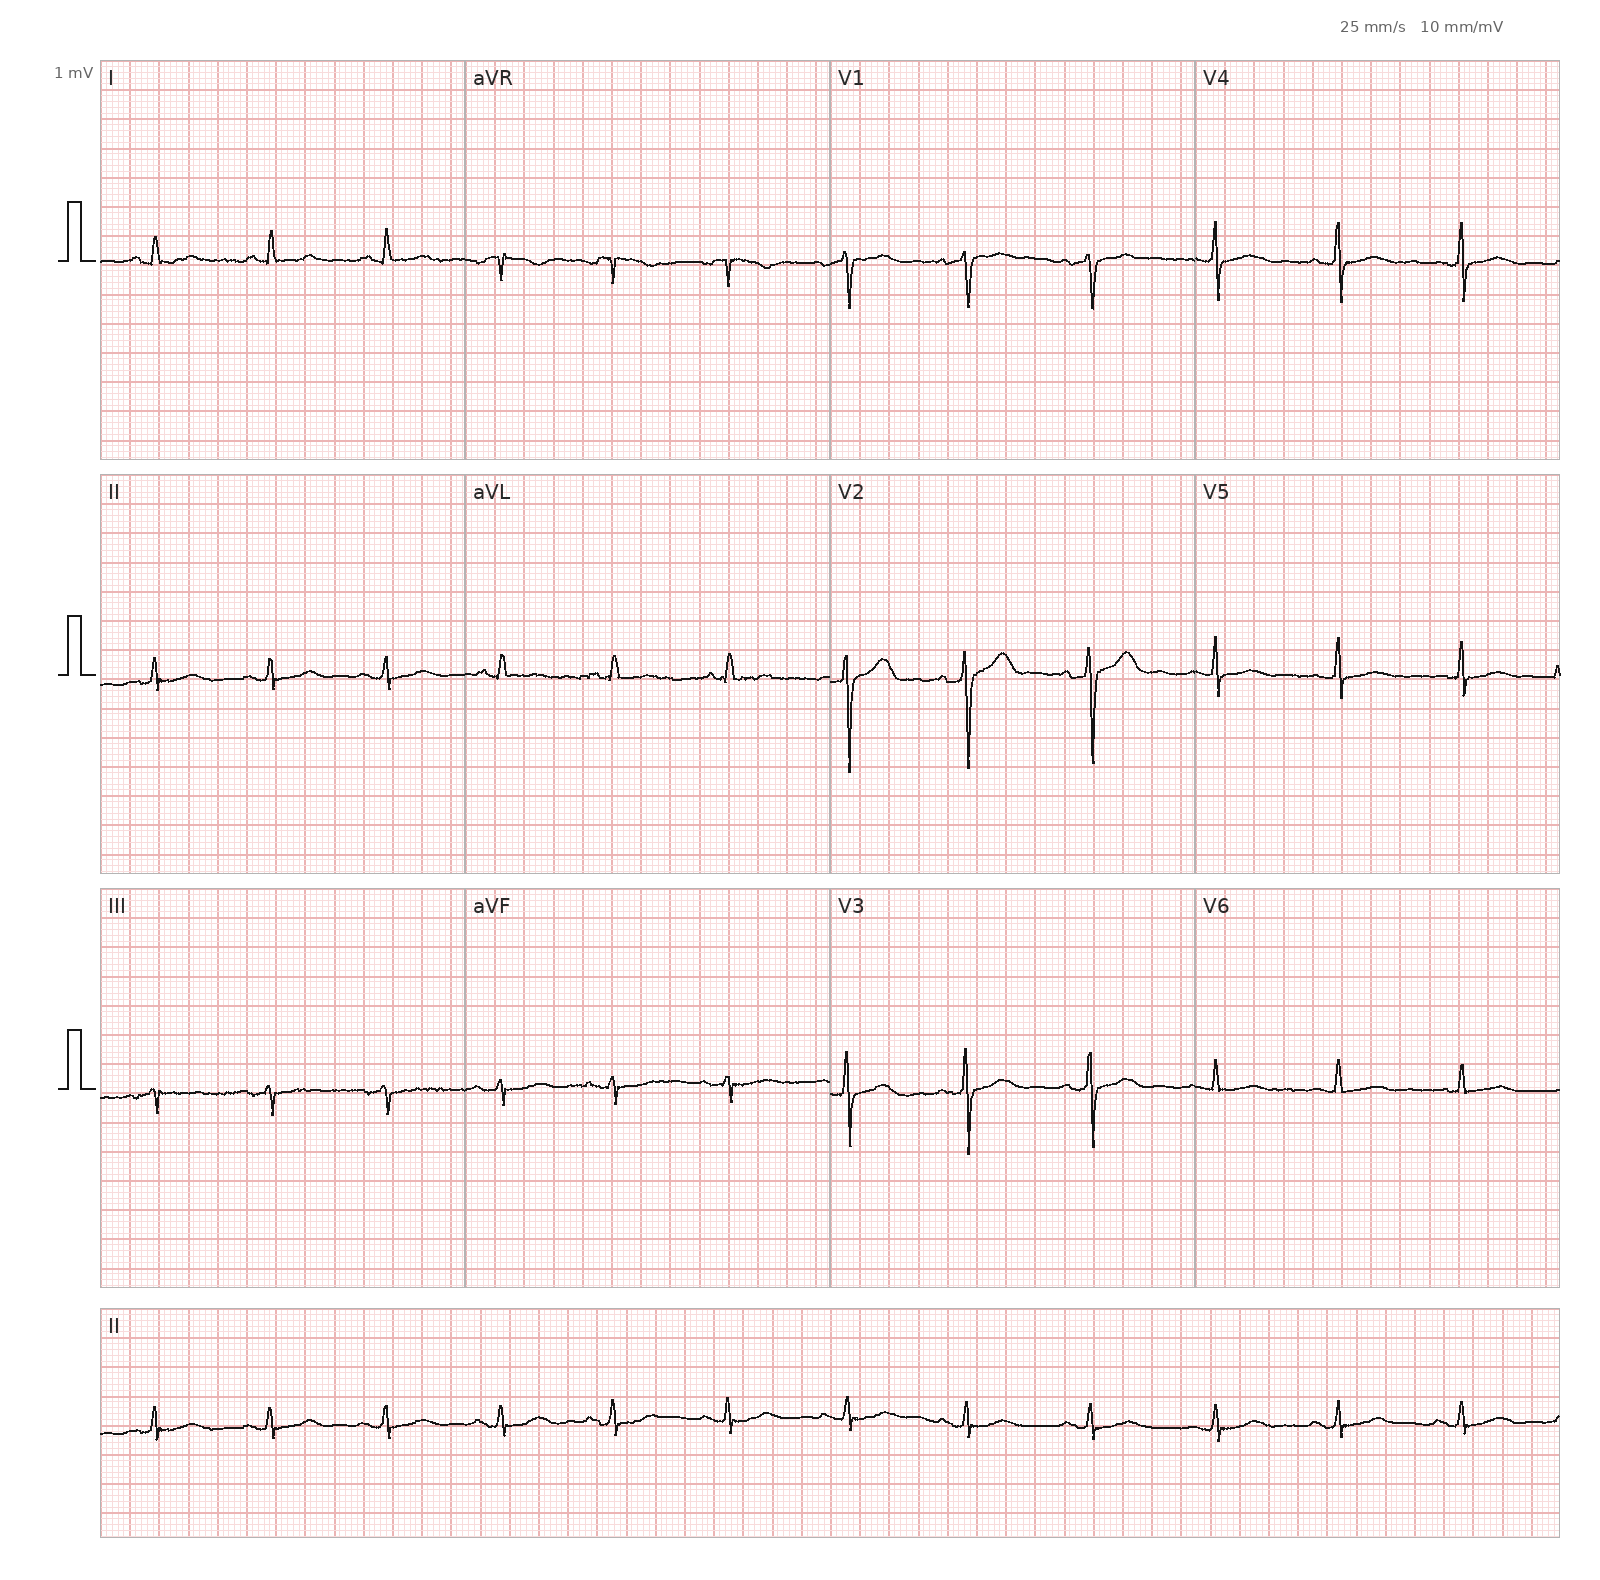 25 mm/s 10 mm/mV
1 mV
I aVR V1 V4
II aVL V2 V5
III aVF V3 V6
II